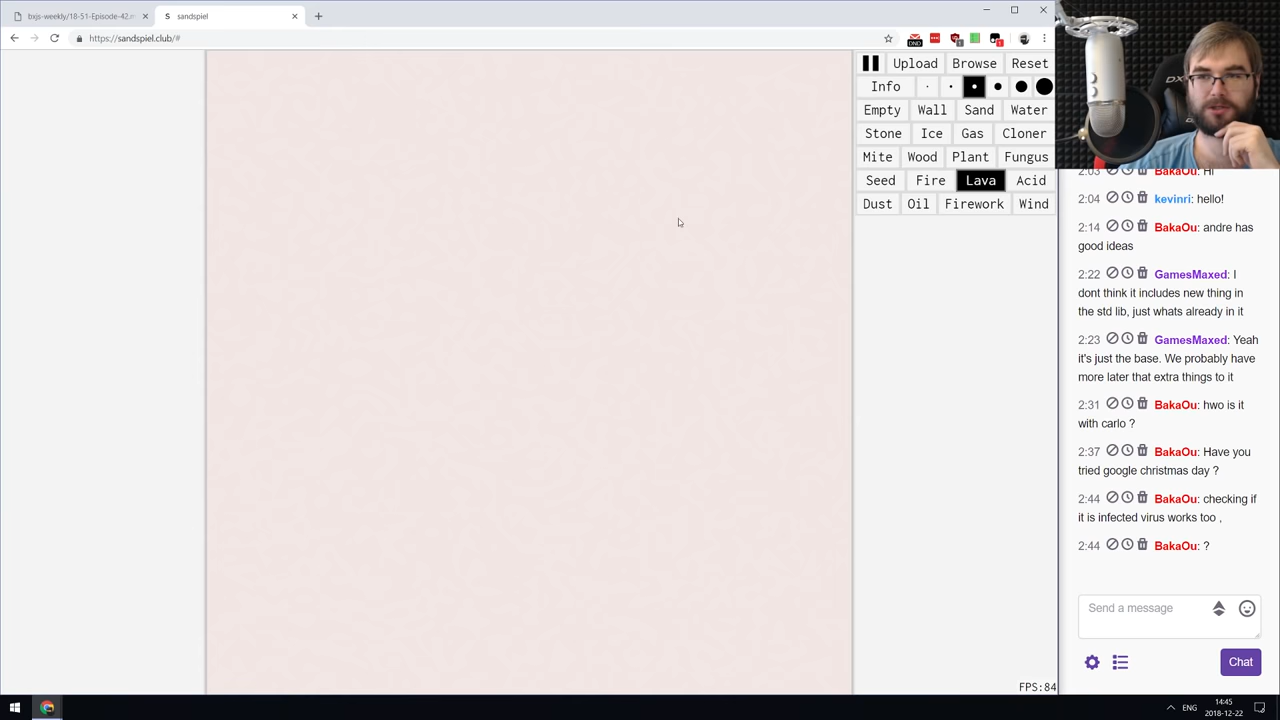 bxjs-weekly/18-51-Episode-42.m
sandspiel
https://sandspiel.club/#
Upload Browse Reset
Info
Empty Wall Sand Water
Stone Ice Gas Cloner
Mite Wood Plant Fungus
Seed Fire Lava Acid
Dust Oil Firework Wind
FPS:84
2:03 BakaOu: Hi
2:04 kevinri: hello!
2:14 BakaOu: andre has
good ideas
2:22 GamesMaxed: I
dont think it includes new thing in
the std lib, just whats already in it
2:23 GamesMaxed: Yeah
it's just the base. We probably have
more later that extra things to it
2:31 BakaOu: hwo is it
with carlo ?
2:37 BakaOu: Have you
tried google christmas day ?
2:44 BakaOu: checking if
it is infected virus works too ,
2:44 BakaOu: ?
Send a message
Chat
ENG
14:45
2018-12-22